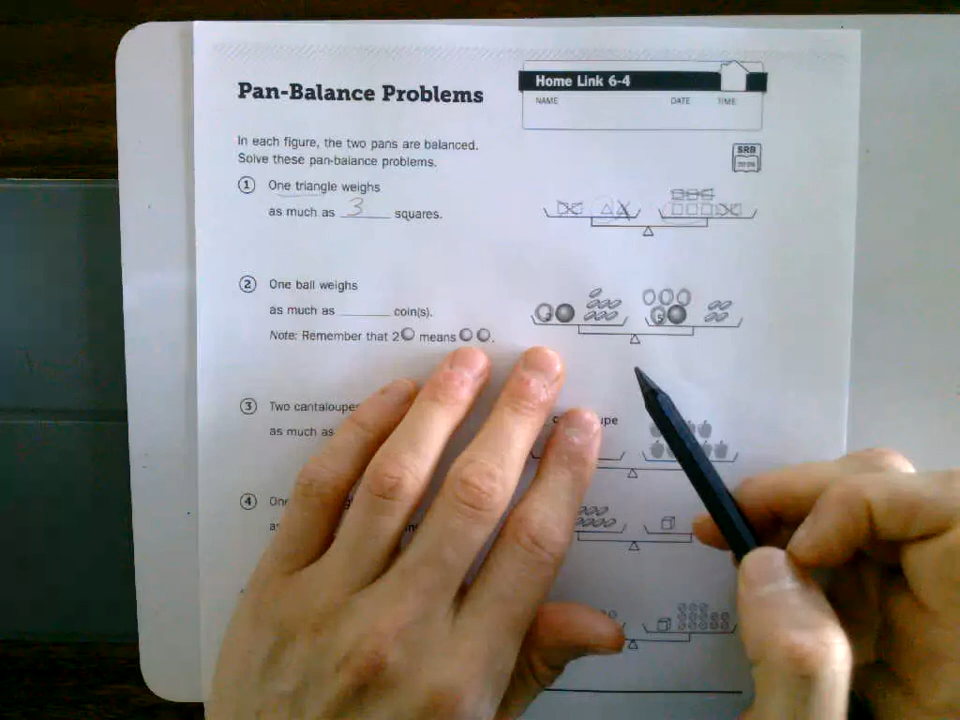 Pan-Balance Problems
Home Link 6-4
NAME DATE TIME
In each figure, the two pans are balanced.
Solve these pan-balance problems.
SRB
1 One triangle weighs
as much as 3 squares.
2 One ball weighs
as much as ______ coin(s).
Note: Remember that 2 means .
3 Two cantaloupes
as much as
4 One